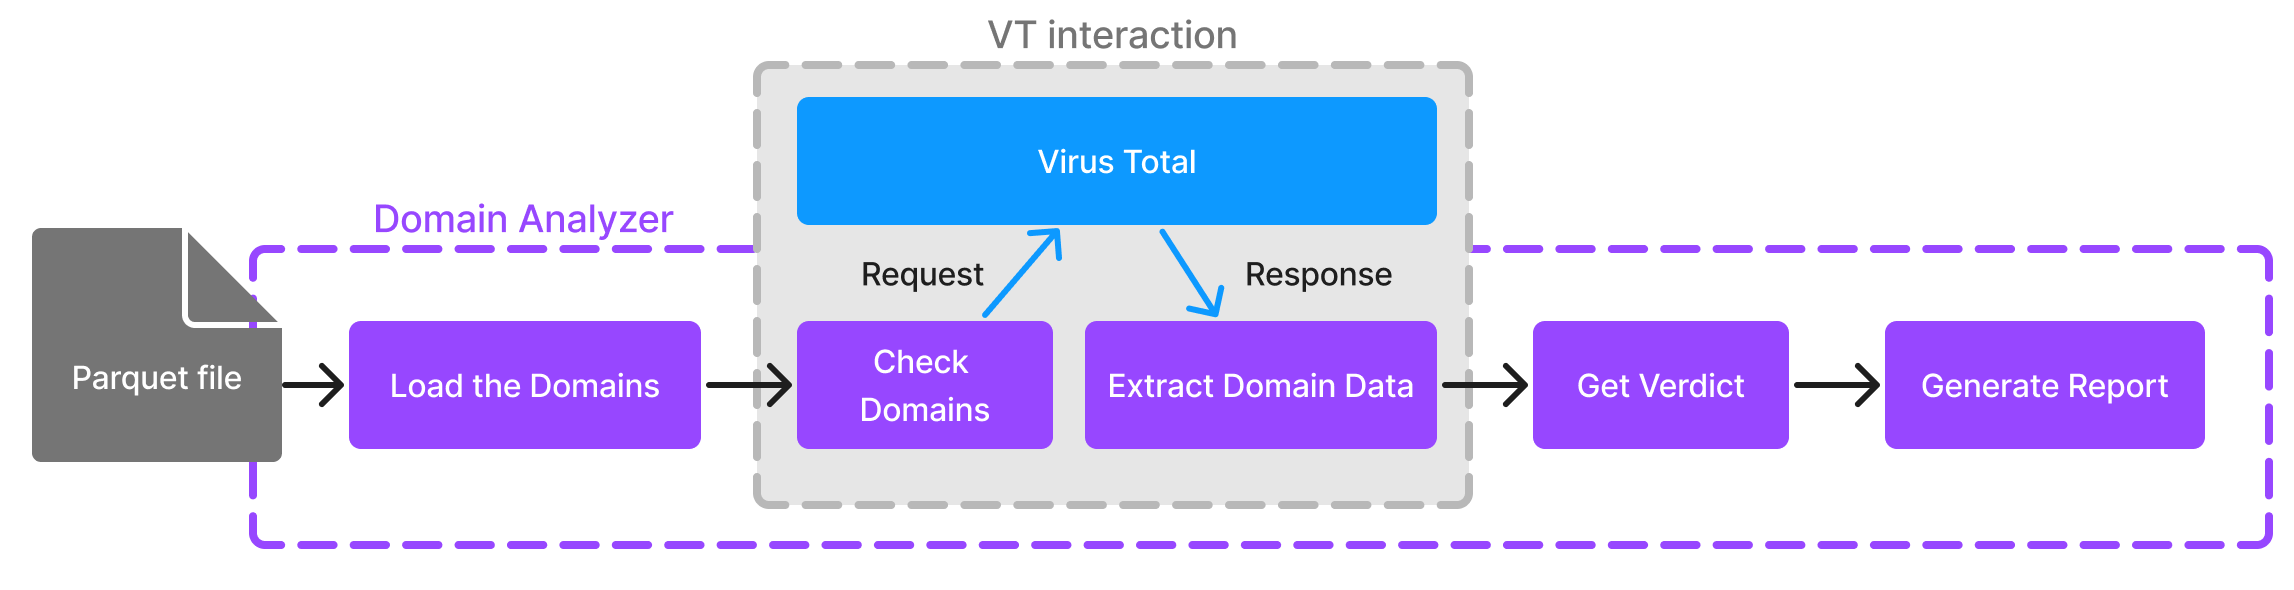 VT interaction
Virus Total
Domain Analyzer
Request
Response
Parquet file
Load the Domains
Check
Domains
Extract Domain Data
Get Verdict
Generate Report